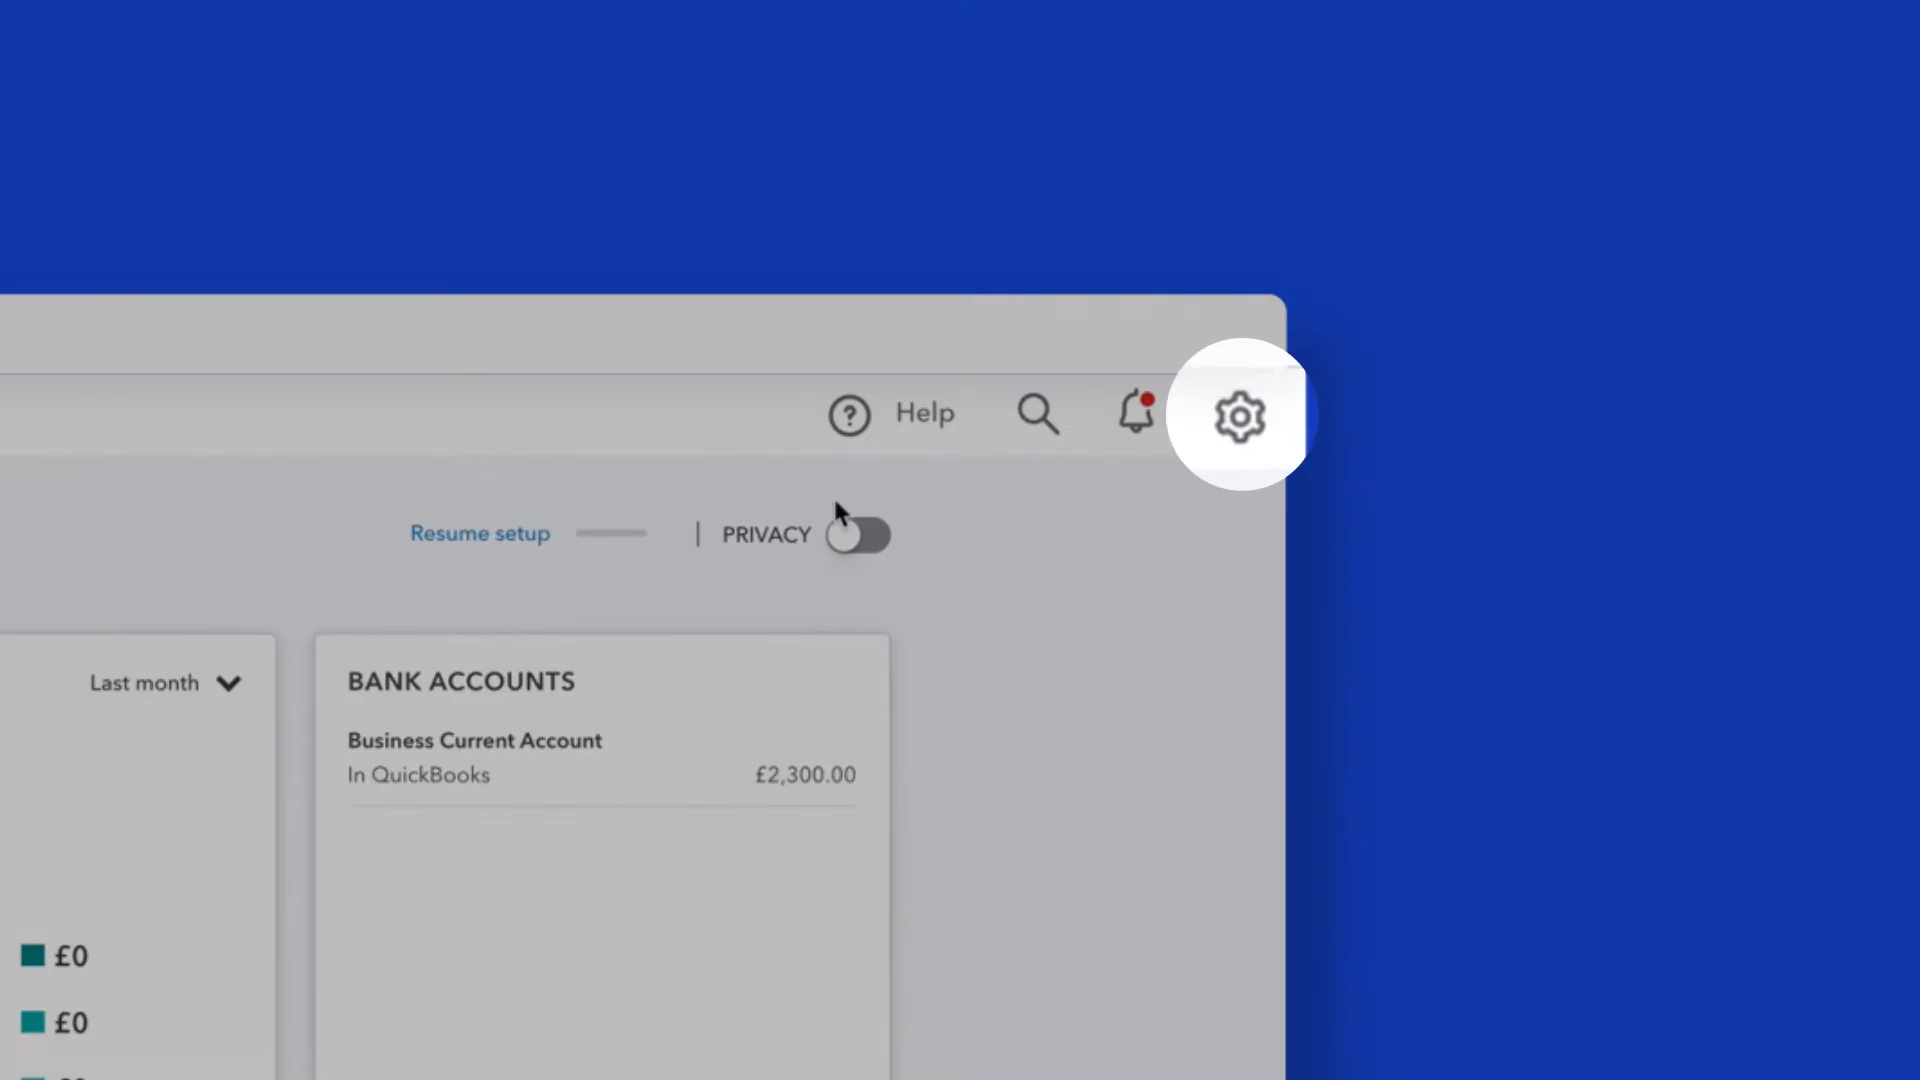 Help
Resume setup
PRIVACY
Last month
BANK ACCOUNTS
Business Current Account
In QuickBooks
£2,300.00
£0
£0